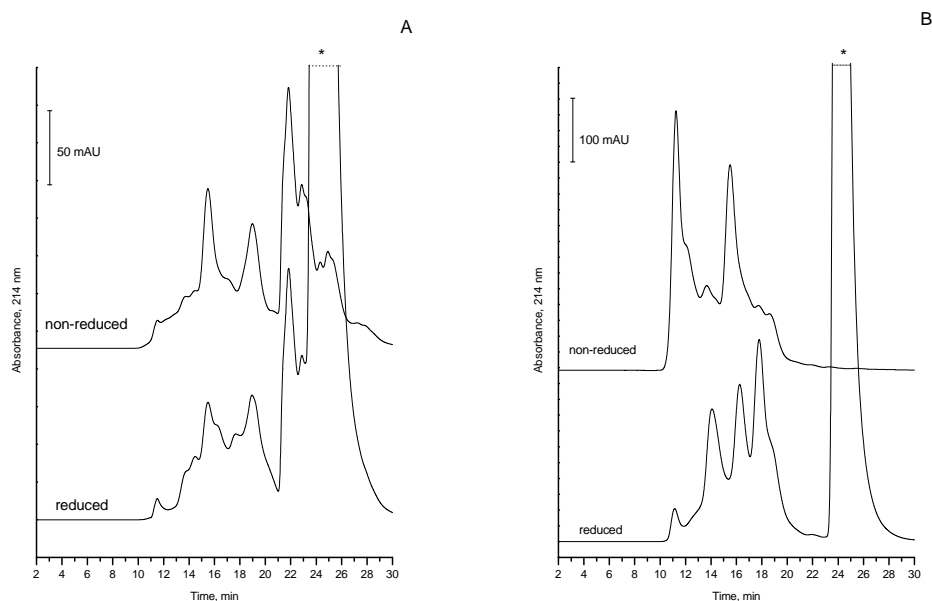 A
*
50 mAU
Absorbance, 214 nm
non-reduced
reduced
2 4 6 8 10 12 14 16 18 20 22 24 26 28 30
Time, min
B
*
100 mAU
Absorbance, 214 nm
non-reduced
reduced
2 4 6 8 10 12 14 16 18 20 22 24 26 28 30
Time, min